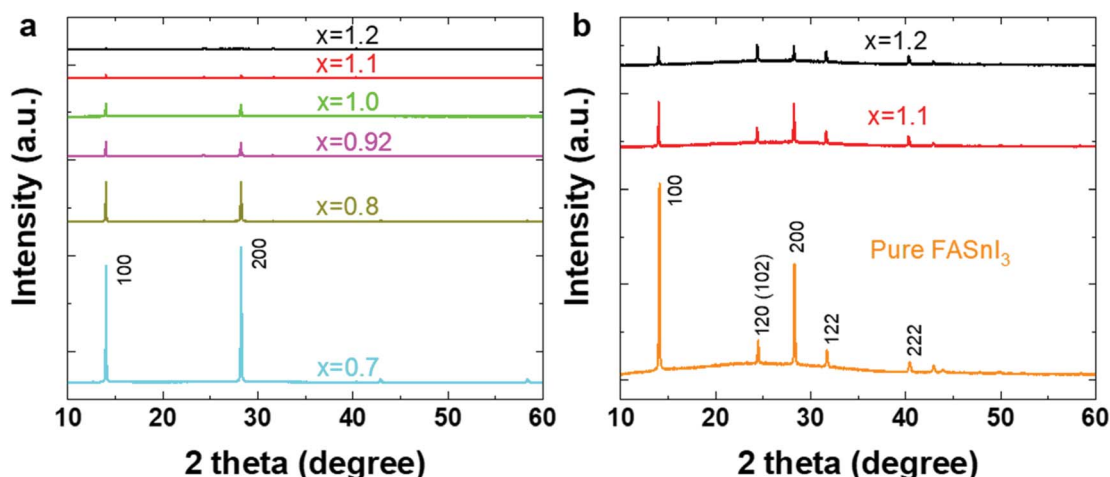 a
x=1.2
x=1.1
x=1.0
x=0.92
x=0.8
100
200
x=0.7
Intensity (a.u.)
10 20 30 40 50 60
2 theta (degree)
b
x=1.2
x=1.1
100
Pure FASnI₃
200
120 (102)
122
222
Intensity (a.u.)
10 20 30 40 50 60
2 theta (degree)